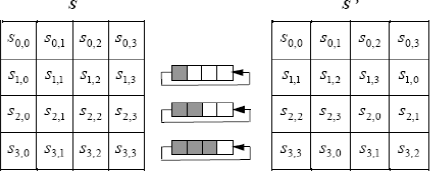 S S'
s0,0 s0,1 s0,2 s0,3 s0,0 s0,1 s0,2 s0,3
s1,0 s1,1 s1,2 s1,3 s1,1 s1,2 s1,3 s1,0
s2,0 s2,1 s2,2 s2,3 s2,2 s2,3 s2,0 s2,1
s3,0 s3,1 s3,2 s3,3 s3,3 s3,0 s3,1 s3,2